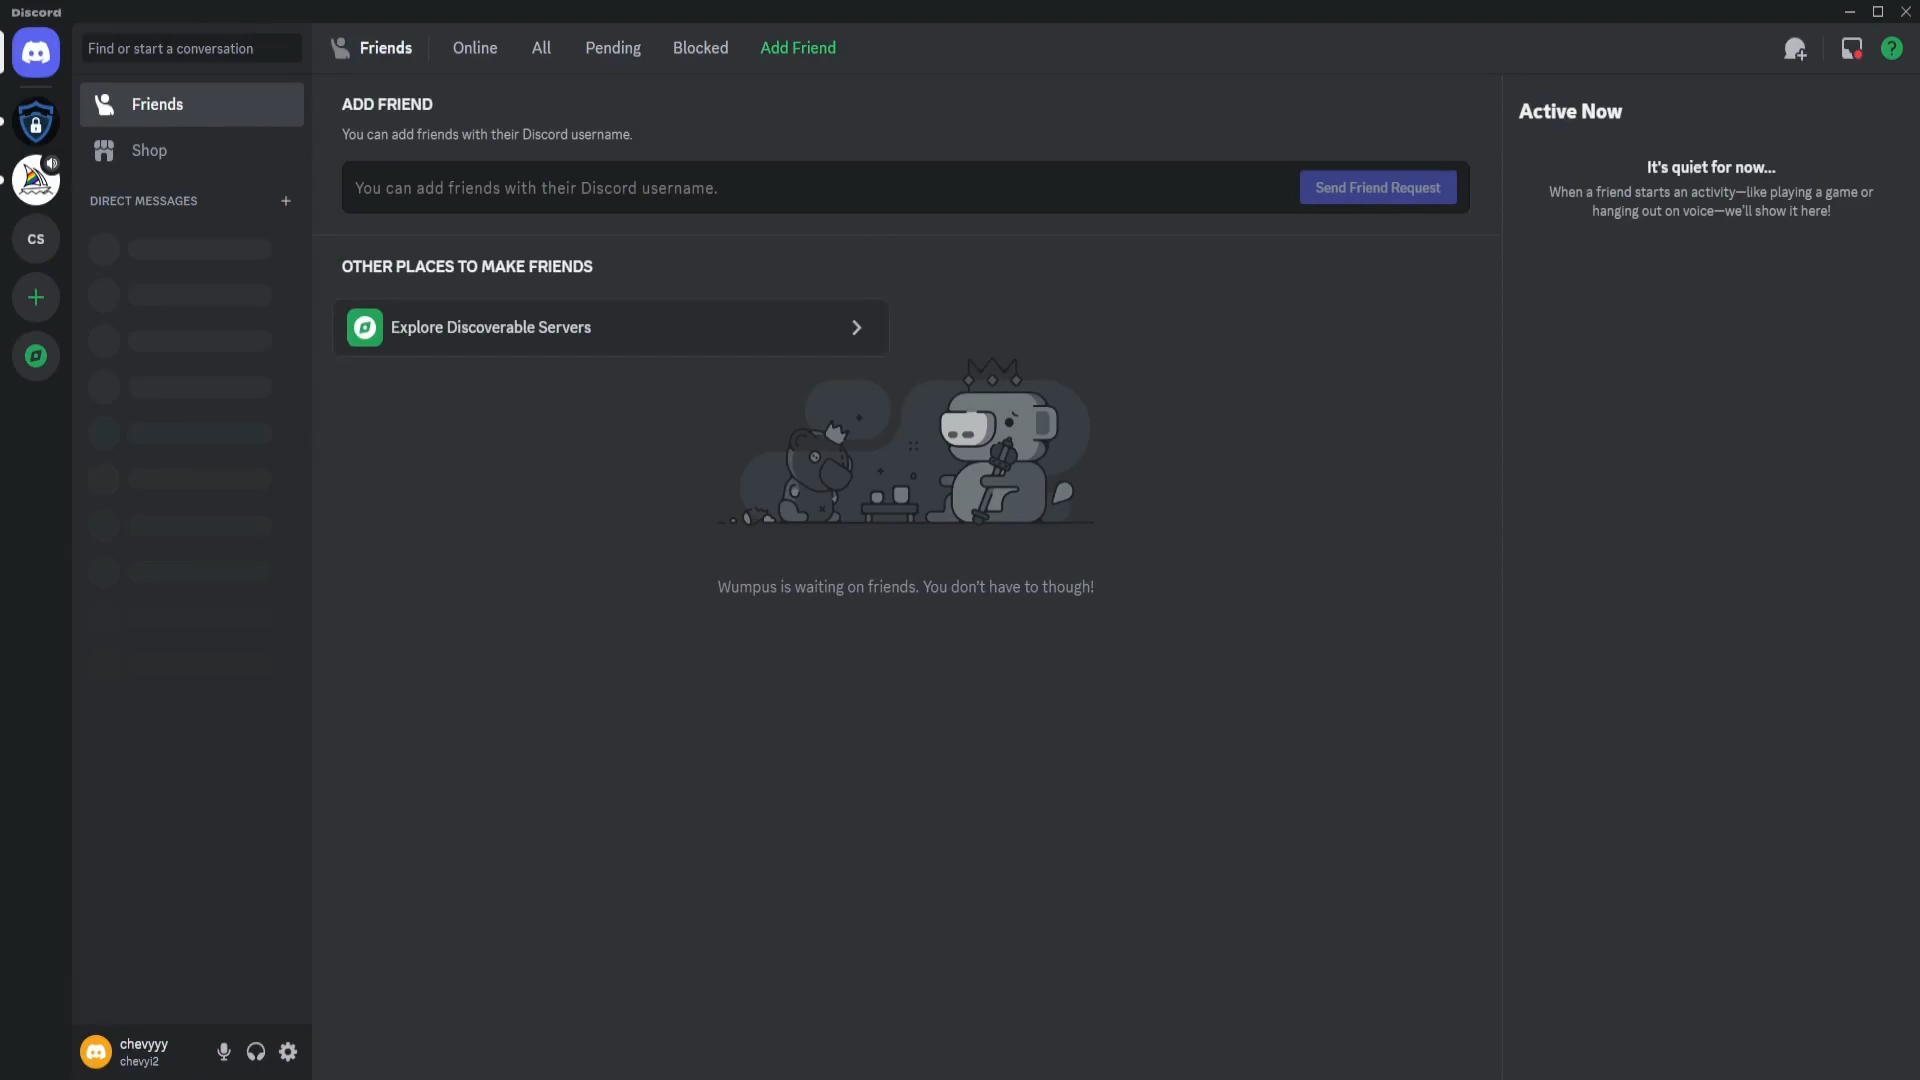 Discord
Find or start a conversation
Friends
Shop
DIRECT MESSAGES
CS
chevyyy
chevyi2
Friends
Online
All
Pending
Blocked
Add Friend
ADD FRIEND
You can add friends with their Discord username.
You can add friends with their Discord username.
Send Friend Request
OTHER PLACES TO MAKE FRIENDS
Explore Discoverable Servers
Wumpus is waiting on friends. You don't have to though!
Active Now
It's quiet for now...
When a friend starts an activity—like playing a game or
hanging out on voice—we'll show it here!